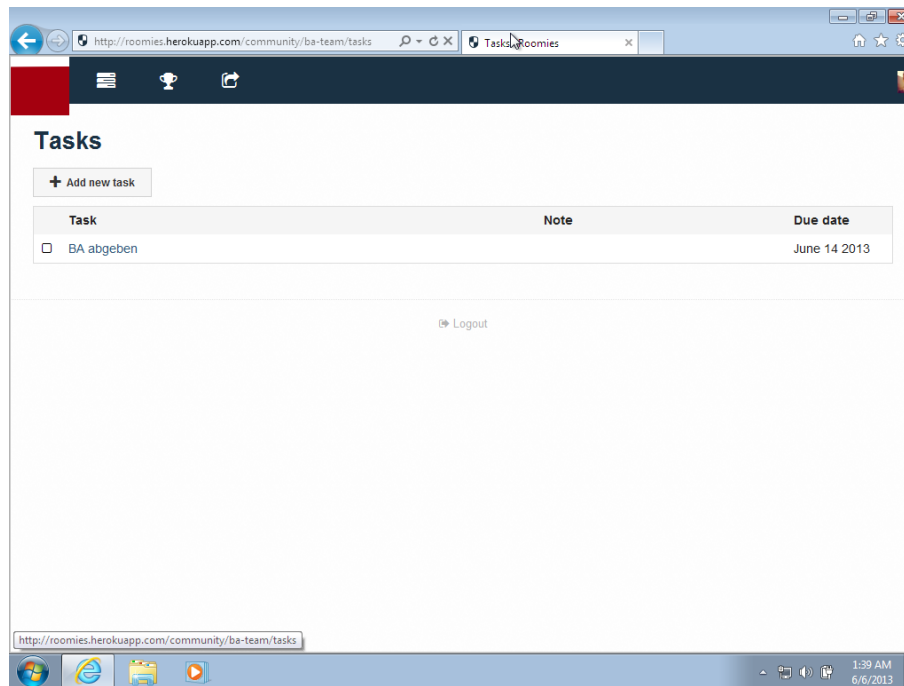 http://roomies.herokuapp.com/community/ba-team/tasks
Tasks
Roomies
Tasks
Add new task
Task Note Due date
BA abgeben June 14 2013
Logout
http://roomies.herokuapp.com/community/ba-team/tasks
1:39 AM
6/6/2013